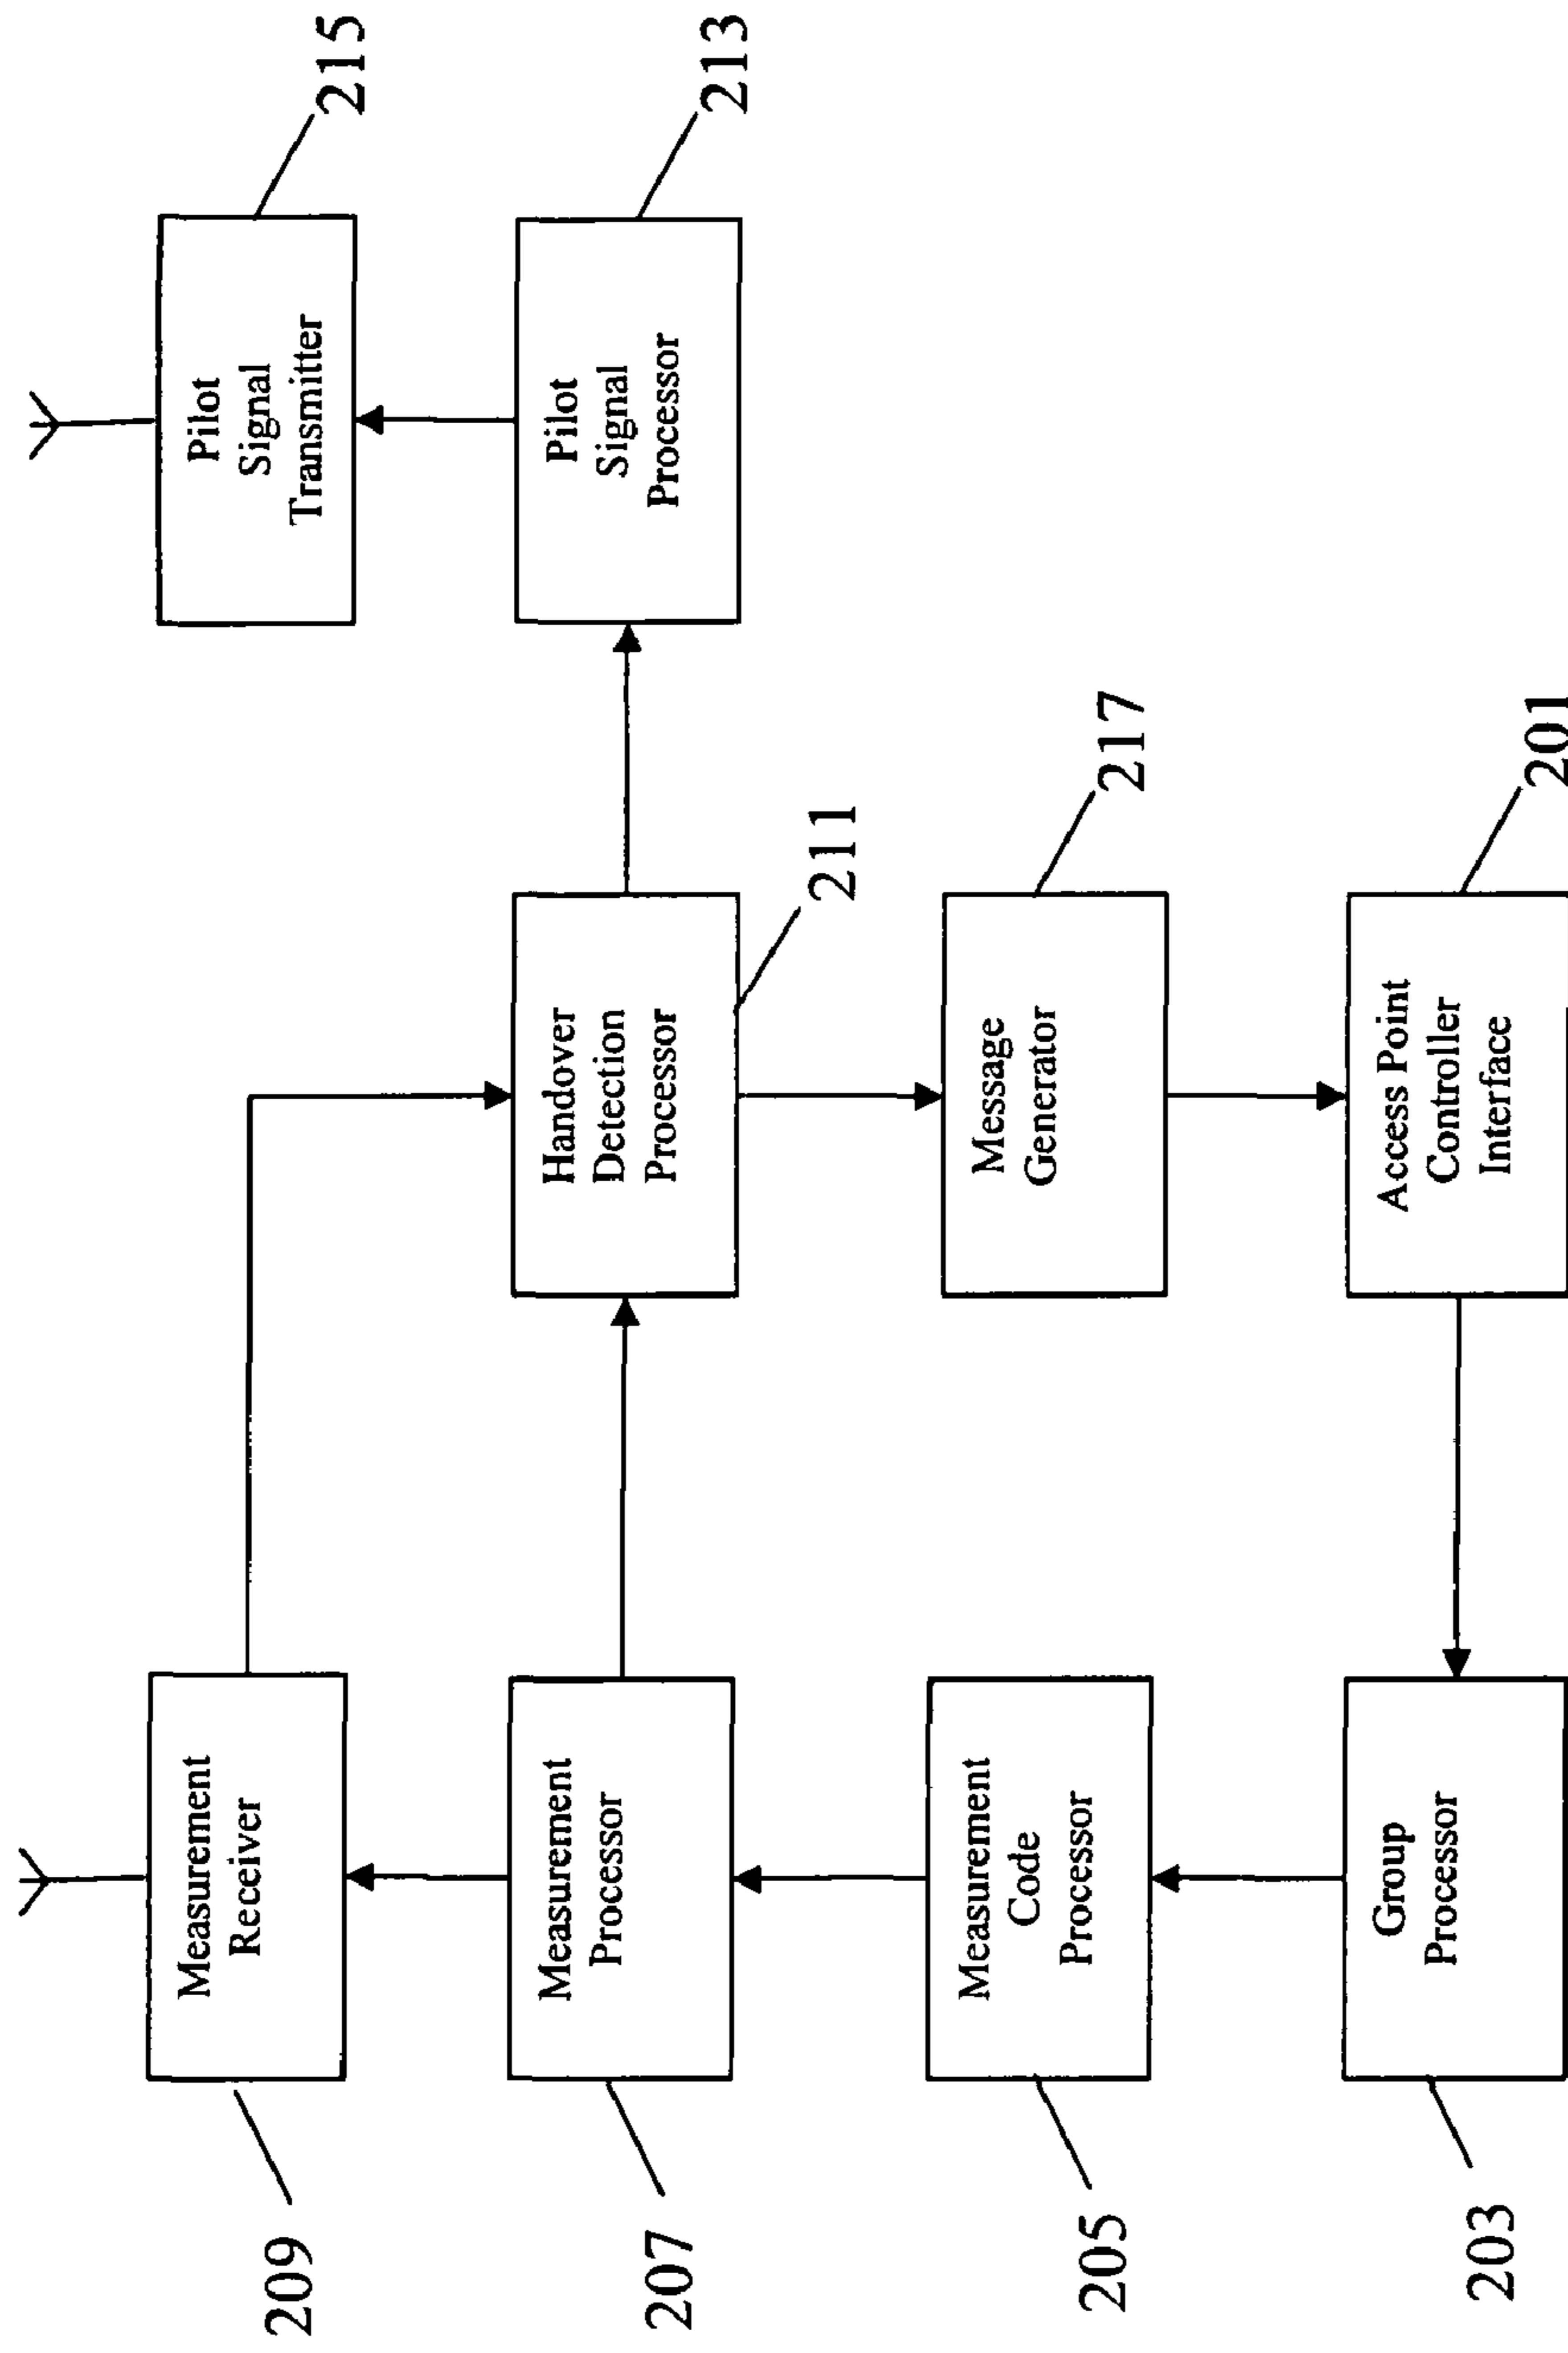 209
Measurement
Receiver
Pilot
Signal
Transmitter
215
207
Measurement
Processor
Handover
Detection
Processor
211
Pilot
Signal
Processor
213
205
Measurement
Code
Processor
Message
Generator
217
203
Group
Processor
Access Point
Controller
Interface
201